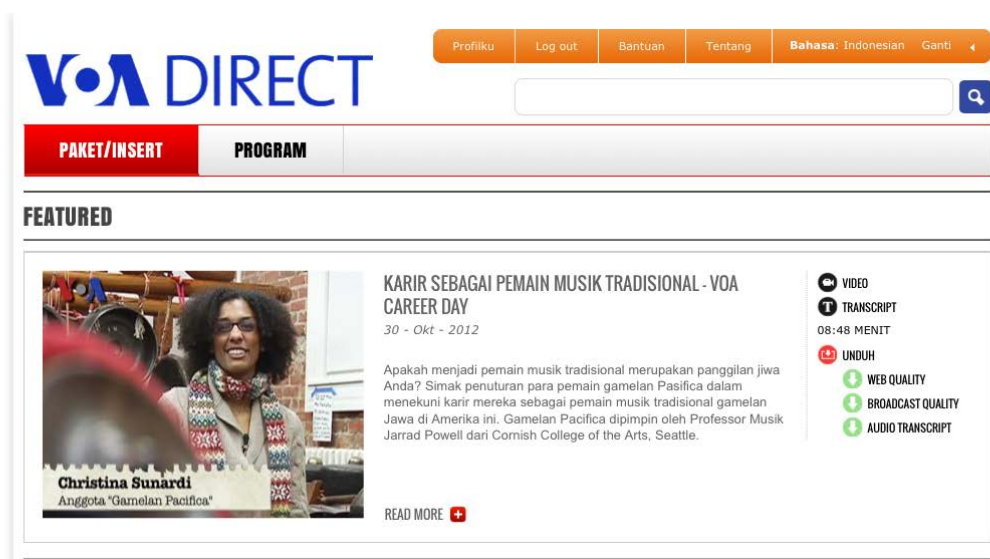 Profilku Log out Bantuan Tentang Bahasa: Indonesian Ganti
VOA DIRECT
PAKET/INSERT PROGRAM
FEATURED
VOA
Christina Sunardi
Anggota "Gamelan Pacifica"
KARIR SEBAGAI PEMAIN MUSIK TRADISIONAL - VOA
CAREER DAY
30 - Okt - 2012
Apakah menjadi pemain musik tradisional merupakan panggilan jiwa
Anda? Simak penuturan para pemain gamelan Pasifica dalam
menekuni karir mereka sebagai pemain musik tradisional gamelan
Jawa di Amerika ini. Gamelan Pacifica dipimpin oleh Professor Musik
Jarrad Powell dari Cornish College of the Arts, Seattle.
READ MORE
VIDEO
T TRANSCRIPT
08:48 MENIT
UNDUH
WEB QUALITY
BROADCAST QUALITY
AUDIO TRANSCRIPT